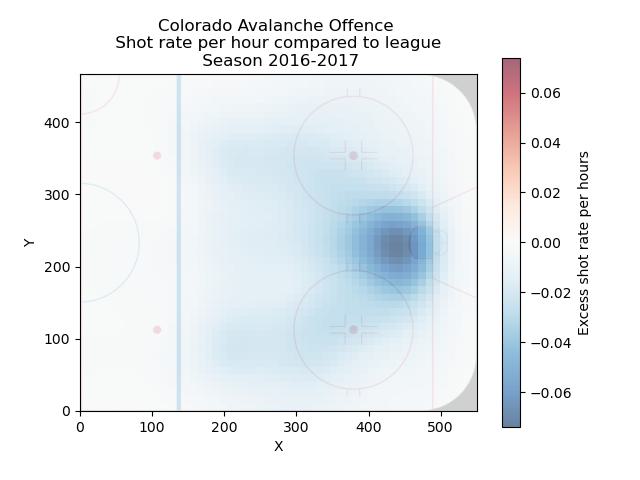 Colorado Avalanche Offence
Shot rate per hour compared to league
Season 2016-2017
400
300
200
100
0
Y
0 100 200 300 400 500
X
0.06
0.04
0.02
0.00
−0.02
−0.04
−0.06
Excess shot rate per hours